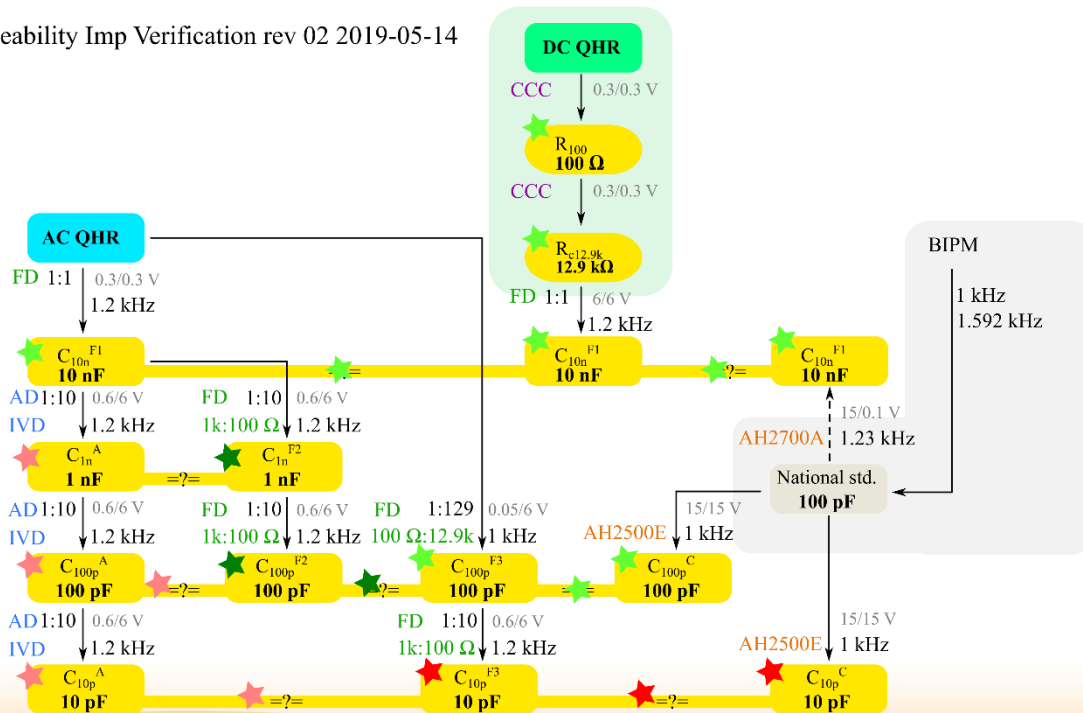 eability Imp Verification rev 02 2019-05-14
DC QHR
CCC 0.3/0.3 V
R100
100 Ω
CCC 0.3/0.3 V
AC QHR
Rc12.9k
12.9 kΩ
BIPM
FD 1:1 0.3/0.3 V
1.2 kHz
FD 1:1 6/6 V
1.2 kHz
1 kHz
1.592 kHz
C10n F1
10 nF
=?=
C10n F1
10 nF
=?=
C10n F1
10 nF
AD 1:10 0.6/6 V
IVD 1.2 kHz
FD 1:10 0.6/6 V
1k:100 Ω 1.2 kHz
15/0.1 V
AH2700A 1.23 kHz
C1n A
1 nF
=?=
C1n F2
1 nF
National std.
100 pF
AD 1:10 0.6/6 V
IVD 1.2 kHz
FD 1:10 0.6/6 V
1k:100 Ω 1.2 kHz
FD 1:129 0.05/6 V
100 Ω:12.9k 1 kHz
15/15 V
AH2500E 1 kHz
C100p A
100 pF
=?=
C100p F2
100 pF
=?=
C100p F3
100 pF
=?=
C100p C
100 pF
AD 1:10 0.6/6 V
IVD 1.2 kHz
FD 1:10 0.6/6 V
1k:100 Ω 1.2 kHz
15/15 V
AH2500E 1 kHz
C10p A
10 pF
=?=
C10p F3
10 pF
=?=
C10p C
10 pF